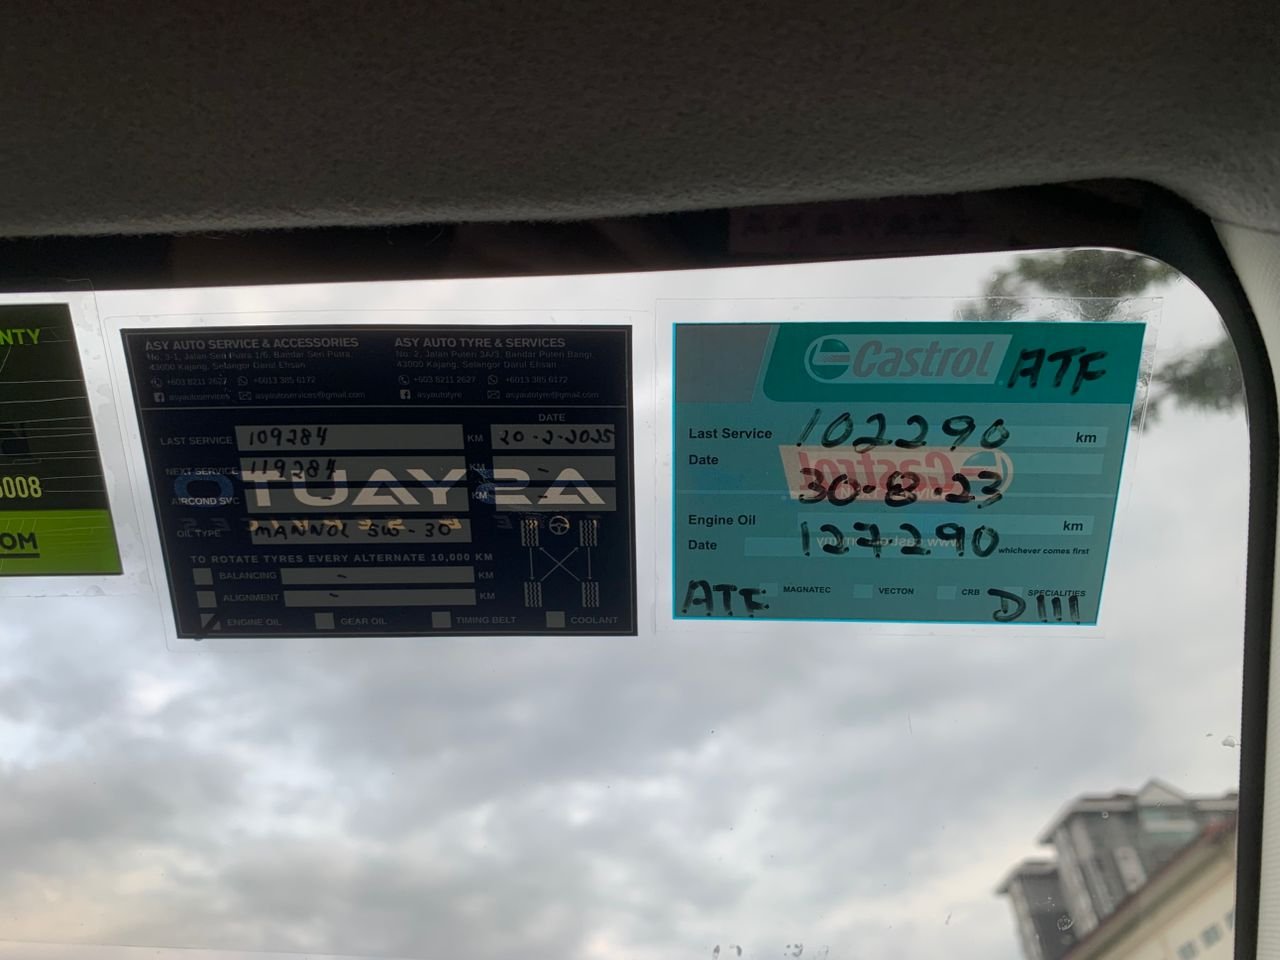 NTY
008
OM
ASY AUTO SERVICE & ACCESSORIES
No. 3-1, Jalan Seri Putra 1/6, Bandar Seri Putra,
43000 Kajang, Selangor Darul Ehsan
+603 8211 2627 +6013 385 6172
asyautoservices asyautoservices@gmail.com
ASY AUTO TYRE & SERVICES
No. 2, Jalan Puteri 3A/3, Bandar Puteri Bangi,
43000 Kajang, Selangor Darul Ehsan
+603 8211 2627 +6013 385 6172
asyautotyre asyautotyre@gmail.com
DATE
LAST SERVICE 109284 KM 20-2-2025
NEXT SERVICE 119284 KM -
AIRCOND SVC - KM -
OIL TYPE MANNOL 5W-30
ASYAUTO
TO ROTATE TYRES EVERY ALTERNATE 10,000 KM
BALANCING - KM
ALIGNMENT - KM
ENGINE OIL GEAR OIL TIMING BELT COOLANT
Castrol ATF
Last Service 102290 km
Date 30-8-23
Castrol
Engine Oil 127290 km
Date whichever comes first
ATF MAGNATEC VECTON CRB SPECIALITIES
D III